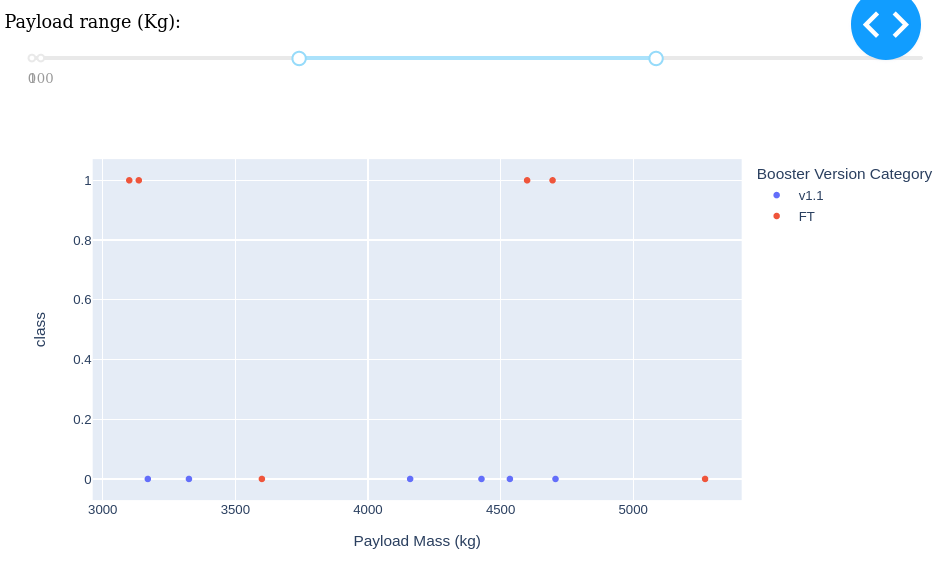 Payload range (Kg):
0
100
Booster Version Category
v1.1
FT
1
0.8
0.6
0.4
0.2
0
class
3000
3500
4000
4500
5000
Payload Mass (kg)